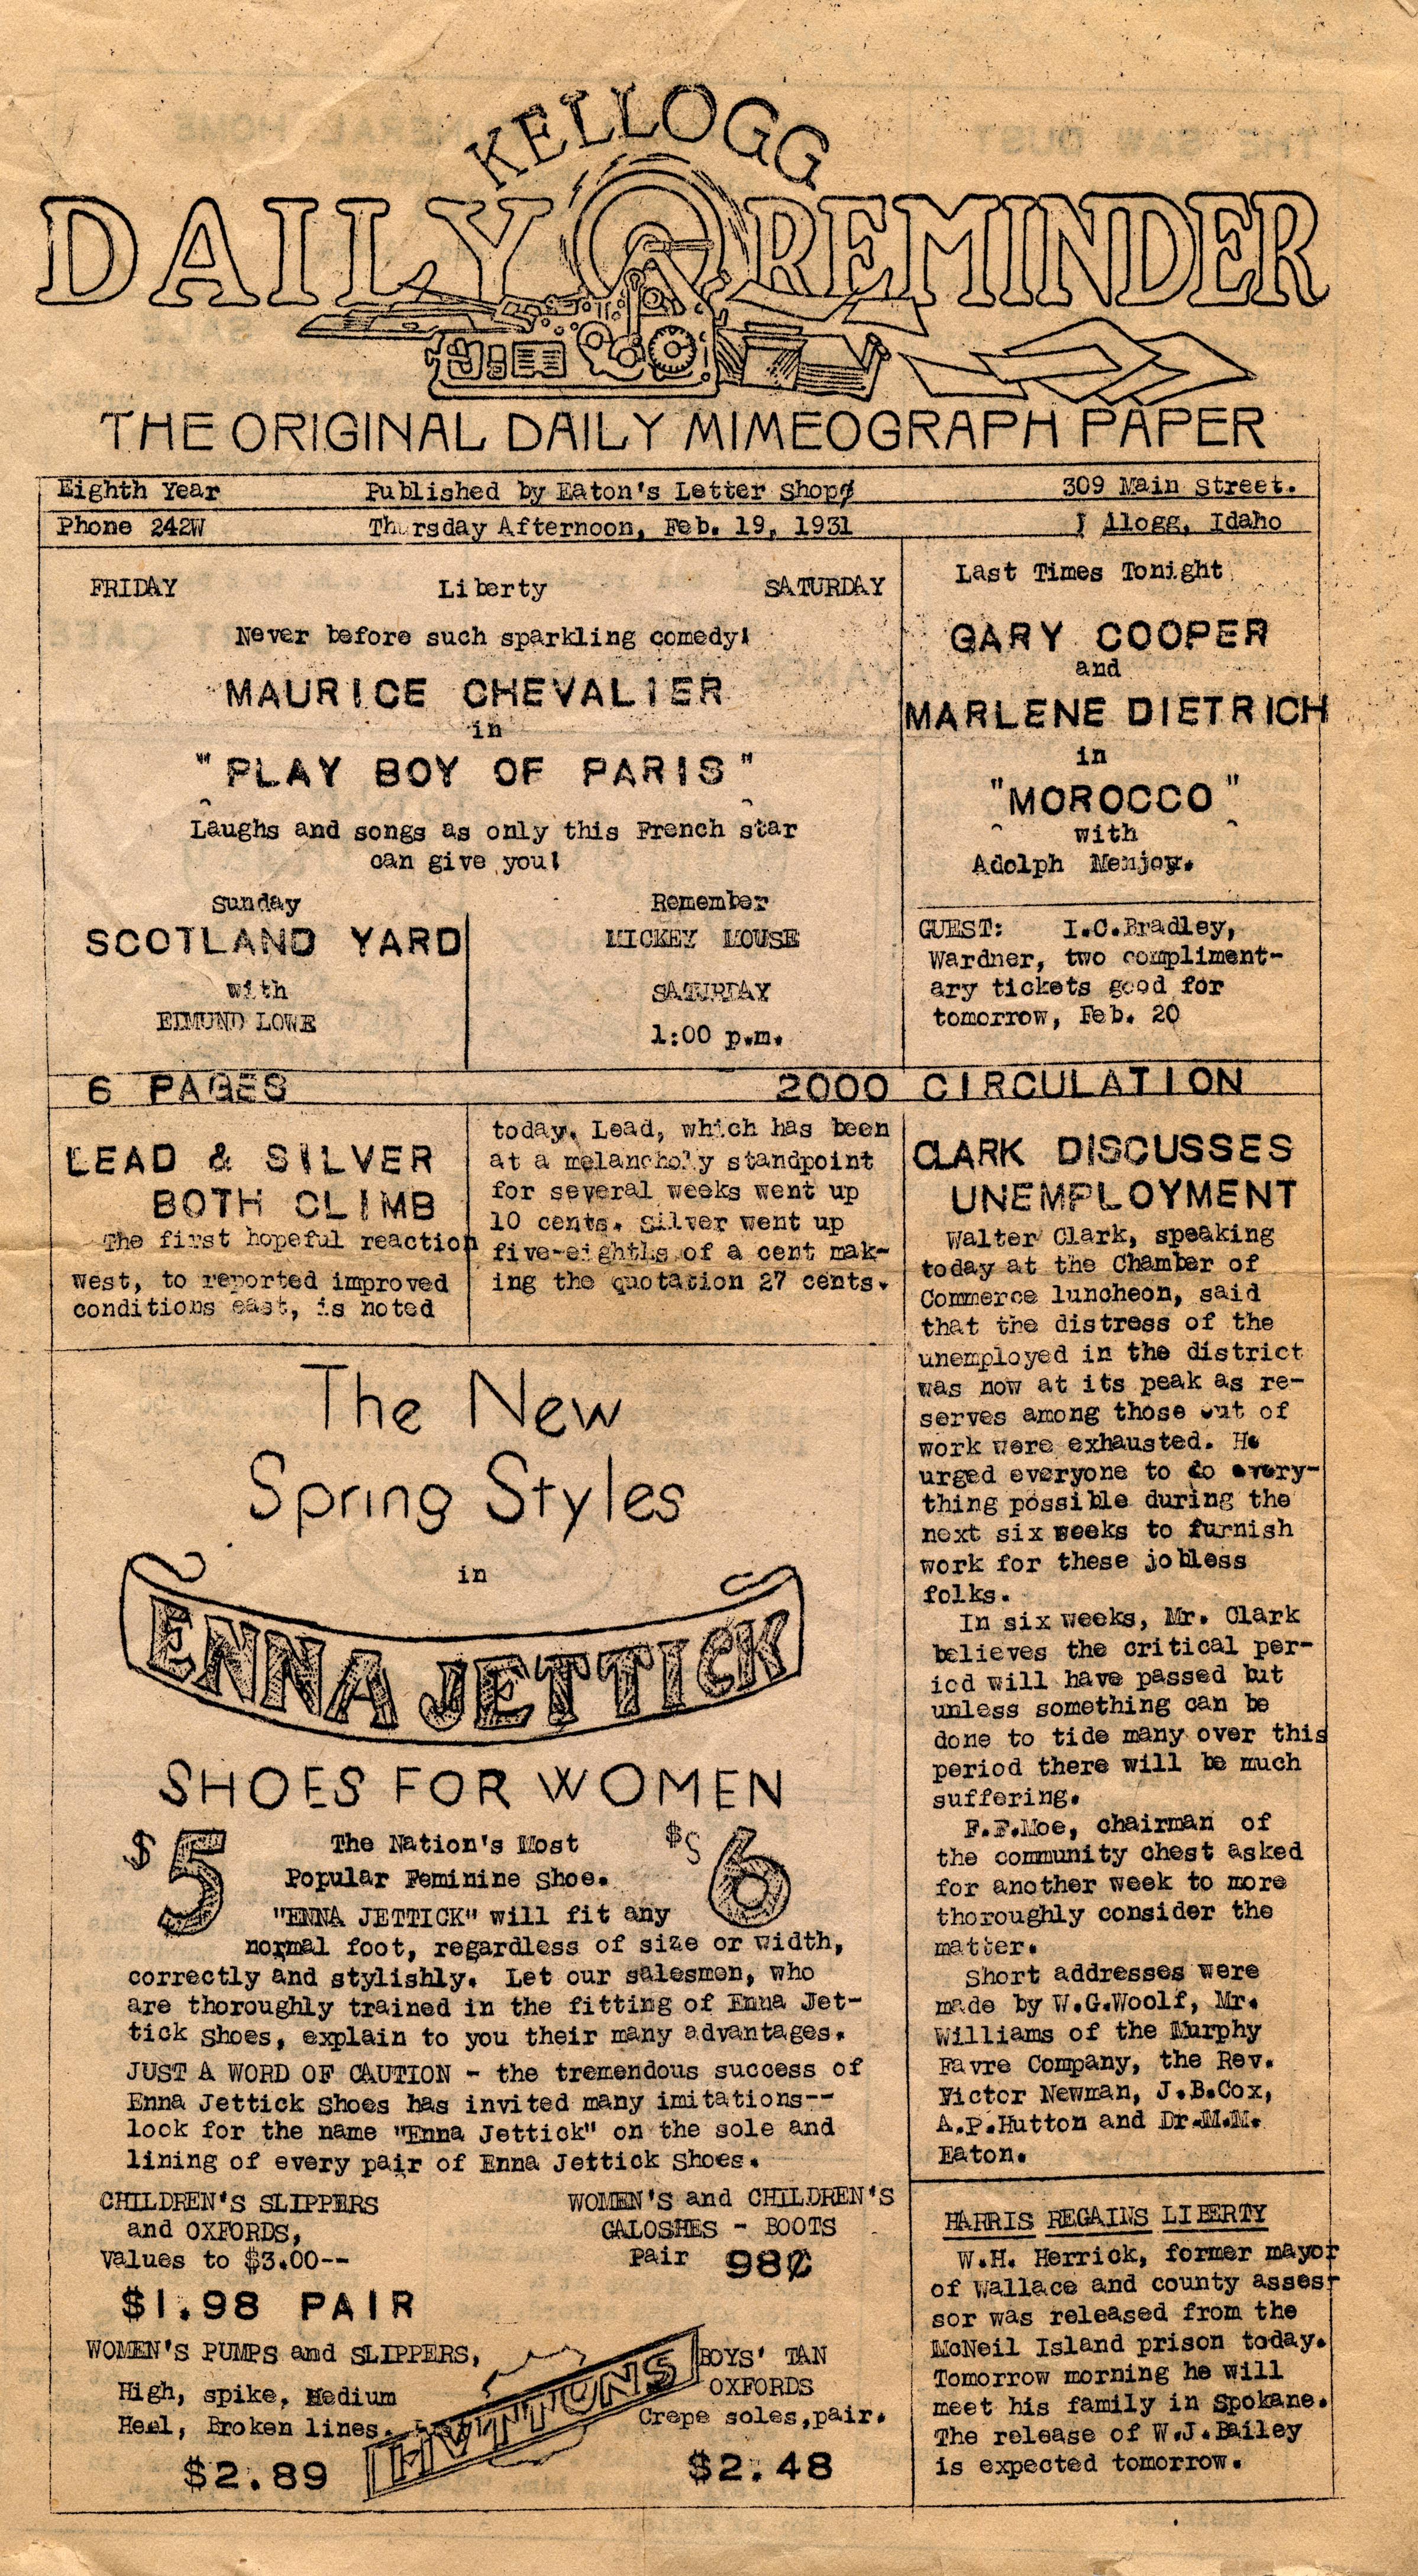 KELLOGG
DAILY REMINDER
THE ORIGINAL DAILY MIMEOGRAPH PAPER
Eighth Year Published by Eaton's Letter Shop 309 Main Street.
Phone 242W Thursday Afternoon, Feb. 19, 1931 Idaho
FRIDAY Liberty SATURDAY
Never before such sparkling comedy!
MAURICE CHEVALIER
in
"PLAY BOY OF PARIS"
Laughs and songs as only this French star
can give you!
Sunday
SCOTLAND YARD
with
EDMUND LOWE
Remember
MICKEY MOUSE
SATURDAY
1:00 p.m.
Last Times Tonight
GARY COOPER
and
MARLENE DIETRICH
in
"MOROCCO"
with
Adolph Menjoy.
GUEST: I.C.Bradley,
Wardner, two compliment-
ary tickets good for
tomorrow, Feb. 20
6 PAGES 2000 CIRCULATION
LEAD & SILVER
BOTH CLIMB
The first hopeful reaction
west, to reported improved
conditions east, is noted
today. Lead, which has been
at a melancholy standpoint
for several weeks went up
10 cents. Silver went up
five-eighths of a cent mak-
ing the quotation 27 cents.
The New
Spring Styles
in
ENNA JETTICK
SHOES FOR WOMEN
$5 $6
The Nation's Most
Popular Feminine Shoe.
"ENNA JETTICK" will fit any
normal foot, regardless of size or width,
correctly and stylishly. Let our salesmen, who
are thoroughly trained in the fitting of Enna Jet-
tick Shoes, explain to you their many advantages.
JUST A WORD OF CAUTION - the tremendous success of
Enna Jettick Shoes has invited many imitations--
look for the name "Enna Jettick" on the sole and
lining of every pair of Enna Jettick Shoes.
CHILDREN'S SLIPPERS
and OXFORDS,
Values to $3.00--
$1.98 PAIR
WOMEN'S and CHILDREN'S
GALOSHES - BOOTS
Pair 98¢
WOMEN'S PUMPS and SLIPPERS,
High, spike, Medium
Heel, Broken lines.
$2.89
HUTTONS
BOYS' TAN
OXFORDS
Crepe soles,pair.
$2.48
CLARK DISCUSSES
UNEMPLOYMENT
Walter Clark, speaking
today at the Chamber of
Commerce luncheon, said
that the distress of the
unemployed in the district
was now at its peak as re-
serves among those out of
work were exhausted. He
urged everyone to do every-
thing possible during the
next six weeks to furnish
work for these jobless
folks.
In six weeks, Mr. Clark
believes the critical per-
iod will have passed but
unless something can be
done to tide many over this
period there will be much
suffering.
F.F.Moe, chairman of
the community chest asked
for another week to more
thoroughly consider the
matter.
Short addresses were
made by W.G.Woolf, Mr.
Williams of the Murphy
Favre Company, the Rev.
Victor Newman, J.B.Cox,
A.P.Hutton and Dr.M.M.
Eaton.
HARRIS REGAINS LIBERTY
W.H. Herrick, former mayor
of Wallace and county asses-
sor was released from the
McNeil Island prison today.
Tomorrow morning he will
meet his family in Spokane.
The release of W.J.Bailey
is expected tomorrow.